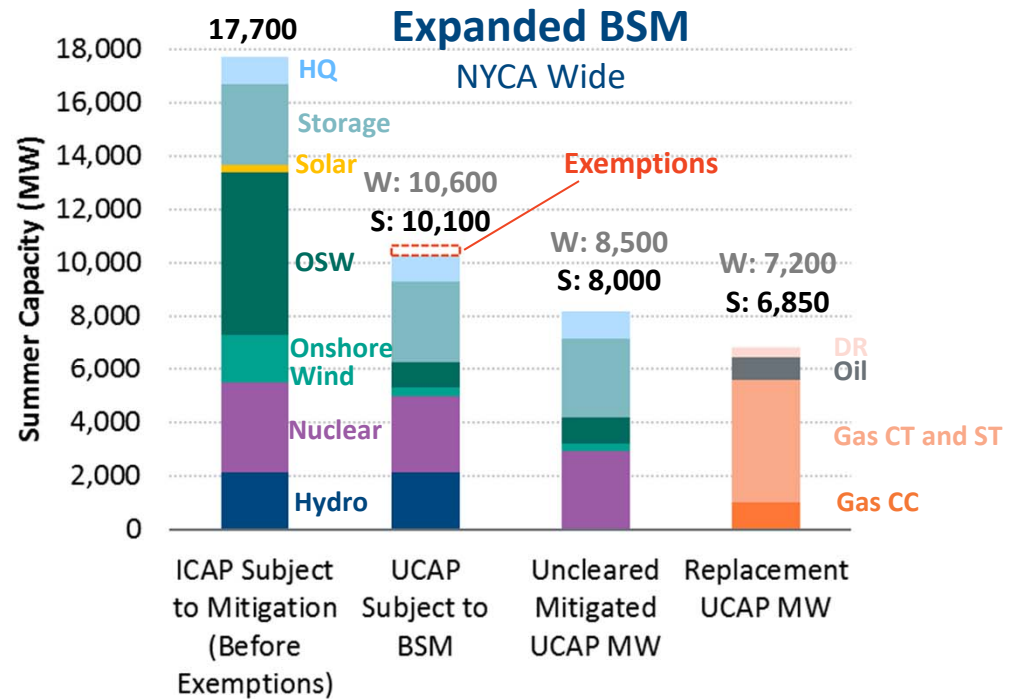 Expanded BSM
NYCA Wide
Summer Capacity (MW)
18,000
16,000
14,000
12,000
10,000
8,000
6,000
4,000
2,000
0
17,700
HQ
Storage
Solar
OSW
Onshore
Wind
Nuclear
Hydro
Exemptions
W: 10,600
S: 10,100
W: 8,500
S: 8,000
W: 7,200
S: 6,850
DR
Oil
Gas CT and ST
Gas CC
ICAP Subject
to Mitigation
(Before
Exemptions)
UCAP
Subject to
BSM
Uncleared
Mitigated
UCAP MW
Replacement
UCAP MW